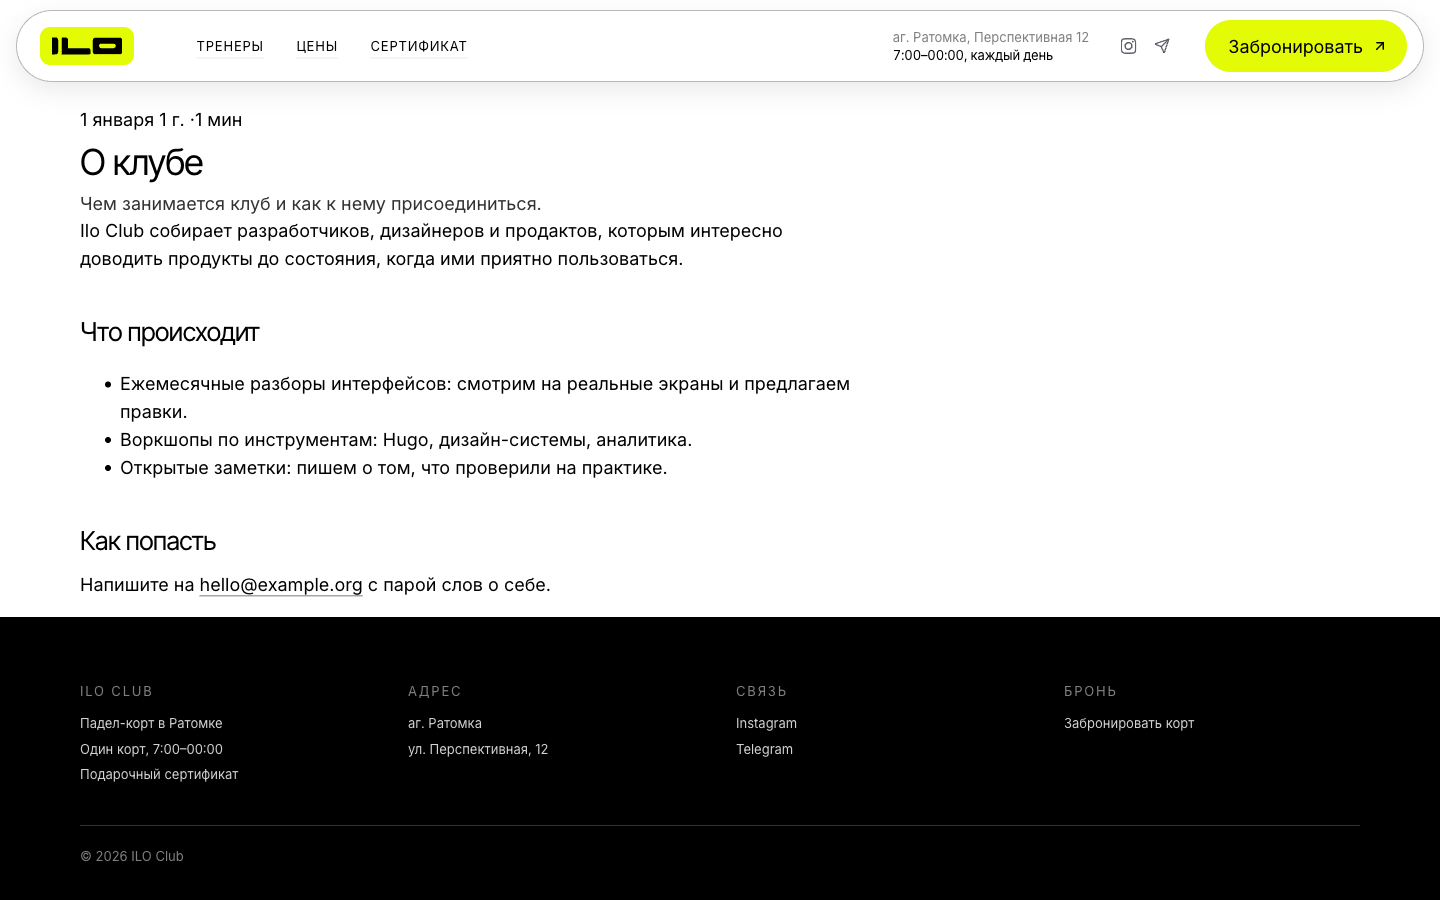 ILO
ТРЕНЕРЫ
ЦЕНЫ
СЕРТИФИКАТ
аг. Ратомка, Перспективная 12
7:00–00:00, каждый день
Забронировать
1 января 1 г. ·1 мин
О клубе
Чем занимается клуб и как к нему присоединиться.
Ilo Club собирает разработчиков, дизайнеров и продактов, которым интересно
доводить продукты до состояния, когда ими приятно пользоваться.
Что происходит
• Ежемесячные разборы интерфейсов: смотрим на реальные экраны и предлагаем
правки.
• Воркшопы по инструментам: Hugo, дизайн-системы, аналитика.
• Открытые заметки: пишем о том, что проверили на практике.
Как попасть
Напишите на hello@example.org с парой слов о себе.
ILO CLUB
Падел-корт в Ратомке
Один корт, 7:00–00:00
Подарочный сертификат
АДРЕС
аг. Ратомка
ул. Перспективная, 12
СВЯЗЬ
Instagram
Telegram
БРОНЬ
Забронировать корт
© 2026 ILO Club